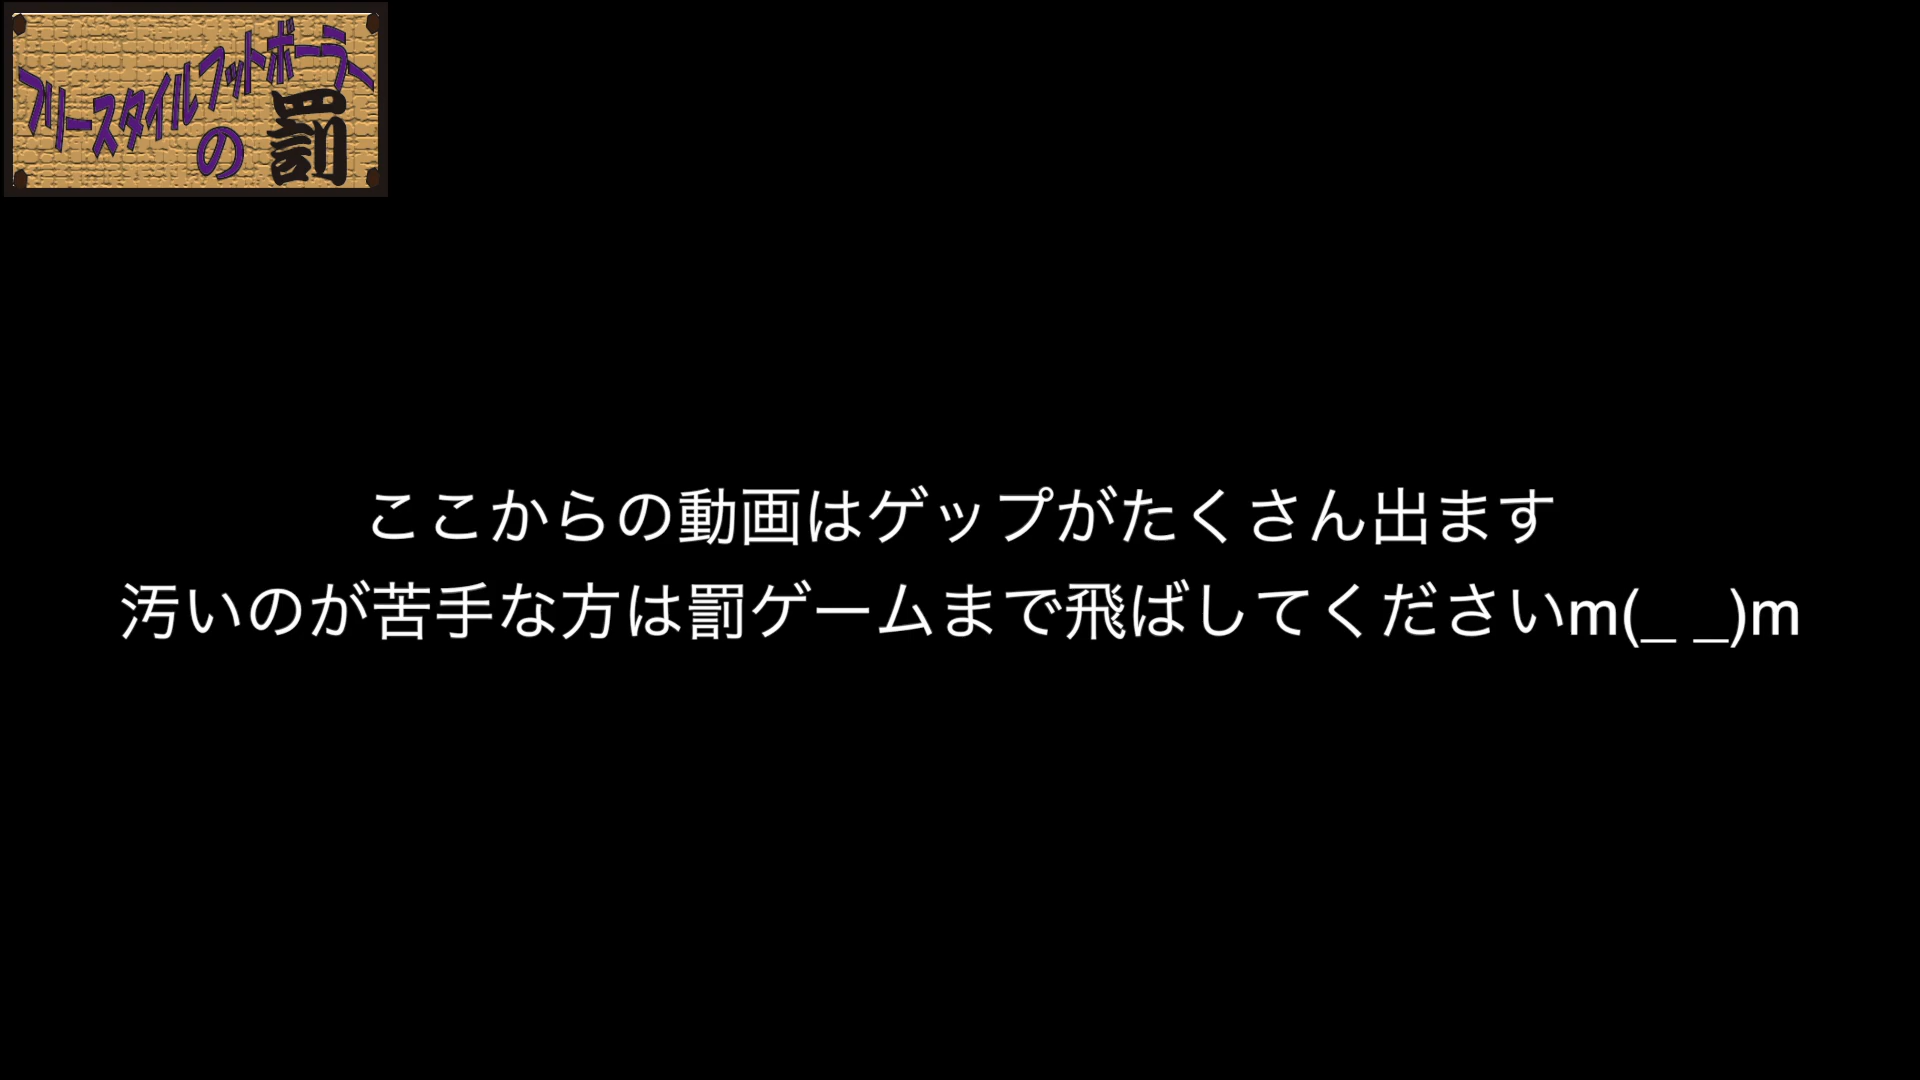 フリースタイルフットボーラー
の罰
ここからの動画はゲップがたくさん出ます
汚いのが苦手な方は罰ゲームまで飛ばしてくださいm(_ _)m